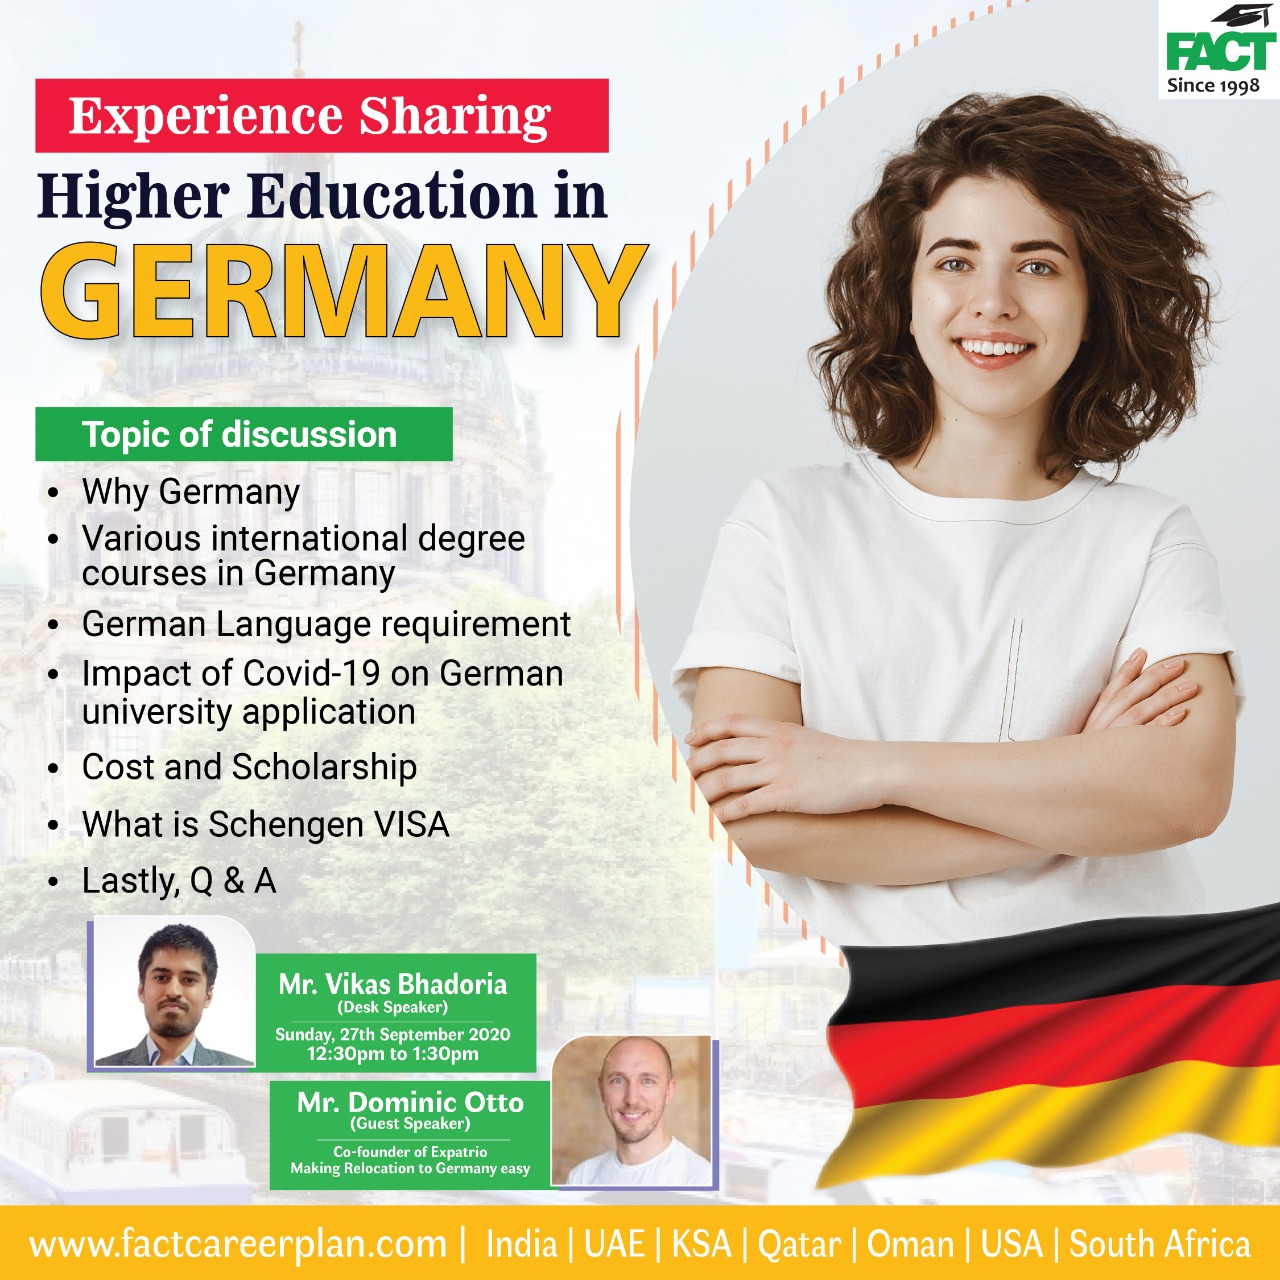 FACT
Since 1998
Experience Sharing
Higher Education in
GERMANY
Topic of discussion
• Why Germany
• Various international degree
courses in Germany
• German Language requirement
• Impact of Covid-19 on German
university application
• Cost and Scholarship
• What is Schengen VISA
• Lastly, Q & A
Mr. Vikas Bhadoria
(Desk Speaker)
Sunday, 27th September 2020
12:30pm to 1:30pm
Mr. Dominic Otto
(Guest Speaker)
Co-founder of Expatrio
Making Relocation to Germany easy
www.factcareerplan.com | India | UAE | KSA | Qatar | Oman | USA | South Africa